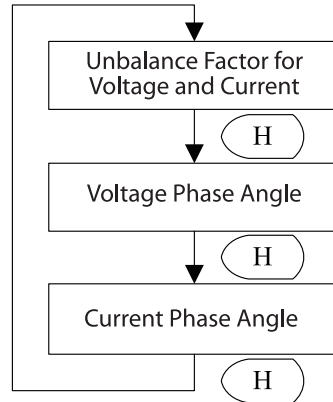 Unbalance Factor for
Voltage and Current
H
Voltage Phase Angle
H
Current Phase Angle
H